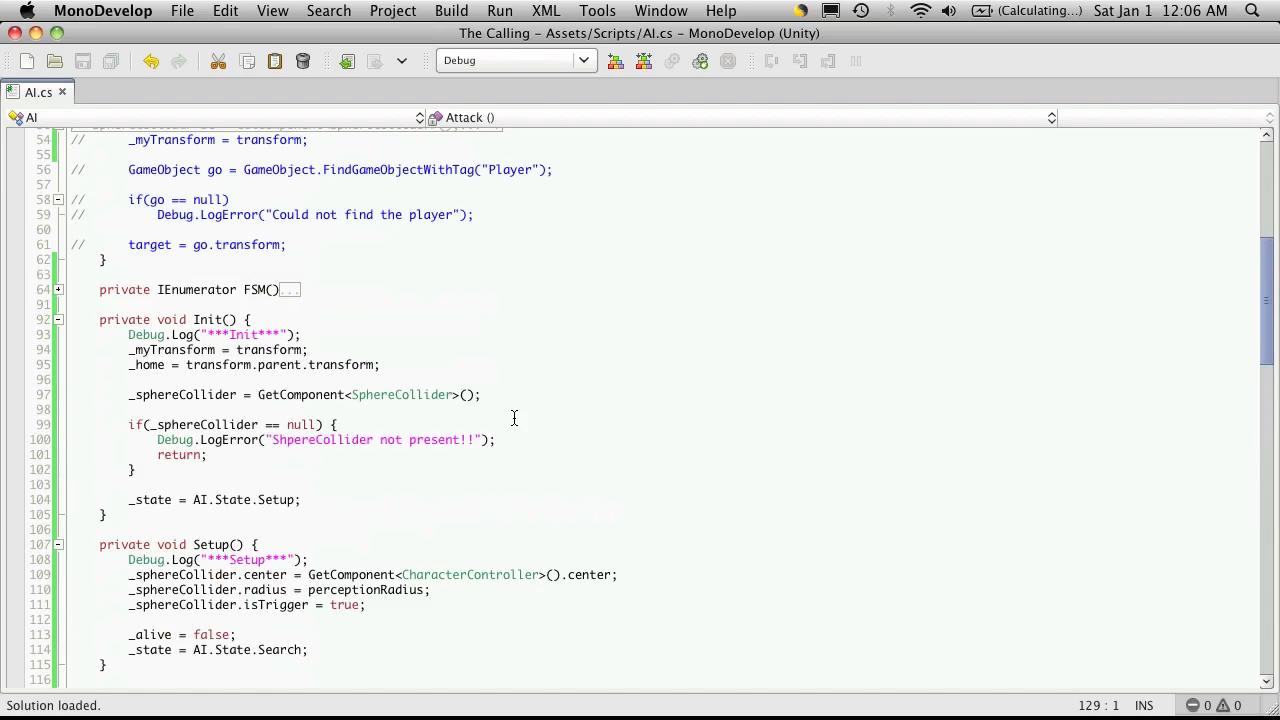 MonoDevelop File Edit View Search Project Build Run XML Tools Window Help (Calculating...) Sat Jan 1 12:06 AM
The Calling – Assets/Scripts/AI.cs – MonoDevelop (Unity)
Debug
AI.cs
AI Attack ()
54 // _myTransform = transform;
55
56 // GameObject go = GameObject.FindGameObjectWithTag("Player");
57
58 // if(go == null)
59 // Debug.LogError("Could not find the player");
60
61 // target = go.transform;
62 }
63
64 private IEnumerator FSM()...
91
92 private void Init() {
93 Debug.Log("***Init***");
94 _myTransform = transform;
95 _home = transform.parent.transform;
96
97 _sphereCollider = GetComponent<SphereCollider>();
98
99 if(_sphereCollider == null) {
100 Debug.LogError("ShpereCollider not present!!");
101 return;
102 }
103
104 _state = AI.State.Setup;
105 }
106
107 private void Setup() {
108 Debug.Log("***Setup***");
109 _sphereCollider.center = GetComponent<CharacterController>().center;
110 _sphereCollider.radius = perceptionRadius;
111 _sphereCollider.isTrigger = true;
112
113 _alive = false;
114 _state = AI.State.Search;
115 }
116
Solution loaded. 129 : 1 INS 0 0